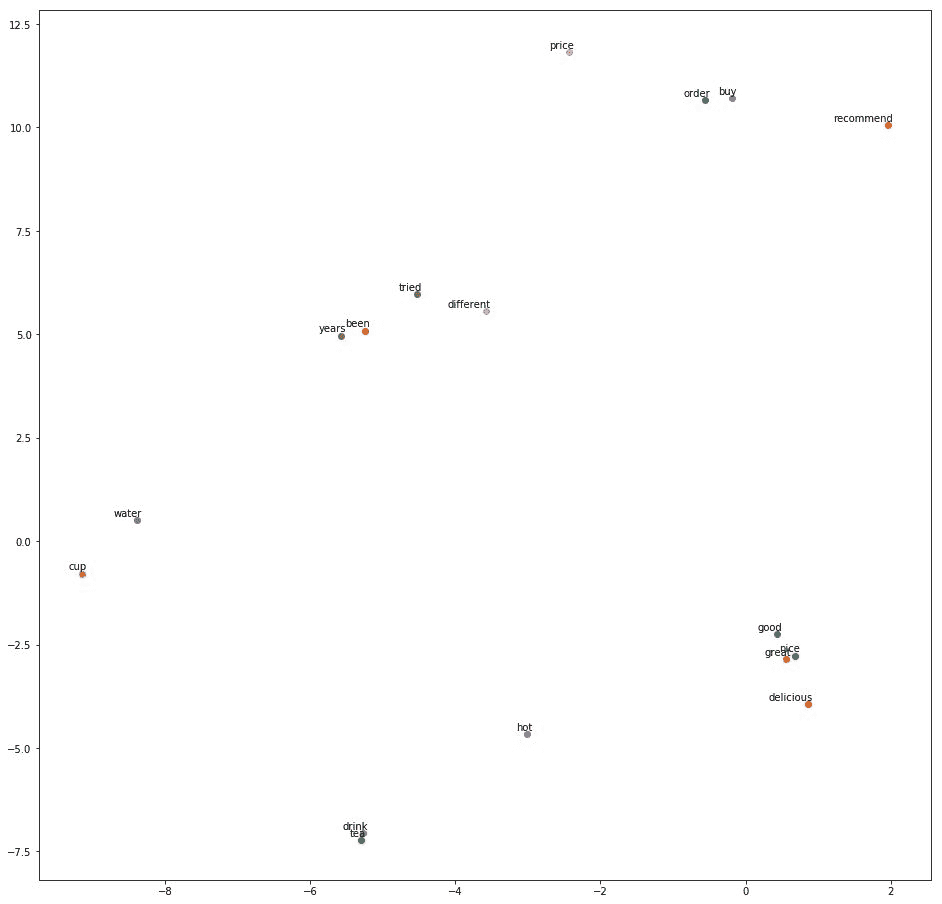 12.5
price
order
buy
recommend
10.0
7.5
tried
different
been
years
5.0
2.5
water
0.0
cup
good
−2.5
nice
great
delicious
hot
−5.0
drink
tea
−7.5
−8
−6
−4
−2
0
2